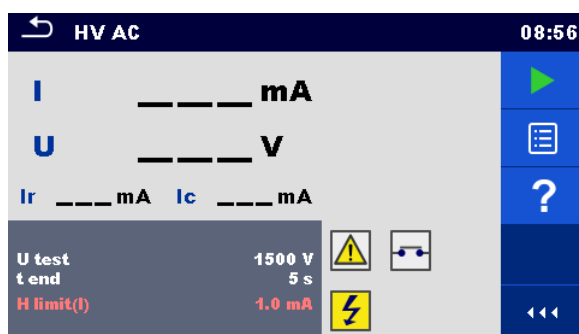 HV AC 08:56
I ___ mA
U ___ V
Ir ___ mA Ic ___ mA
U test 1500 V
t end 5 s
H limit(I) 1.0 mA
?